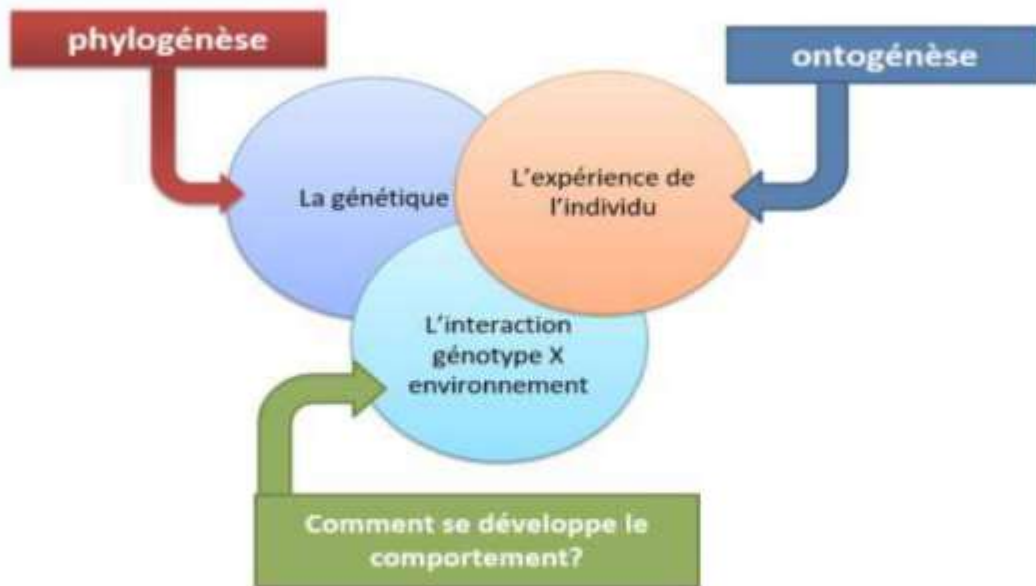 phylogénèse
ontogénèse
La génétique
L'expérience de
l'individu
L'interaction
génotype X
environnement
Comment se développe le
comportement?